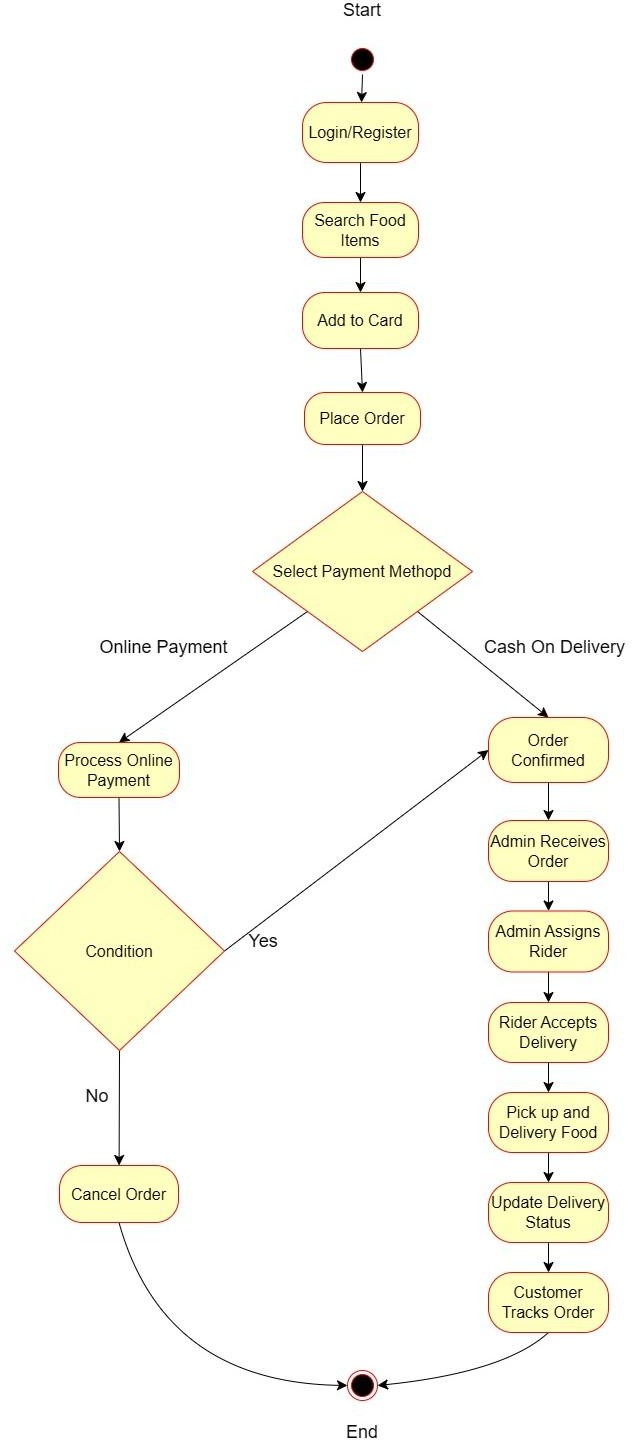 Start
Login/Register
Search Food
Items
Add to Card
Place Order
Select Payment Methopd
Online Payment
Cash On Delivery
Process Online
Payment
Order
Confirmed
Admin Receives
Order
Condition
Yes
Admin Assigns
Rider
Rider Accepts
Delivery
No
Pick up and
Delivery Food
Cancel Order
Update Delivery
Status
Customer
Tracks Order
End